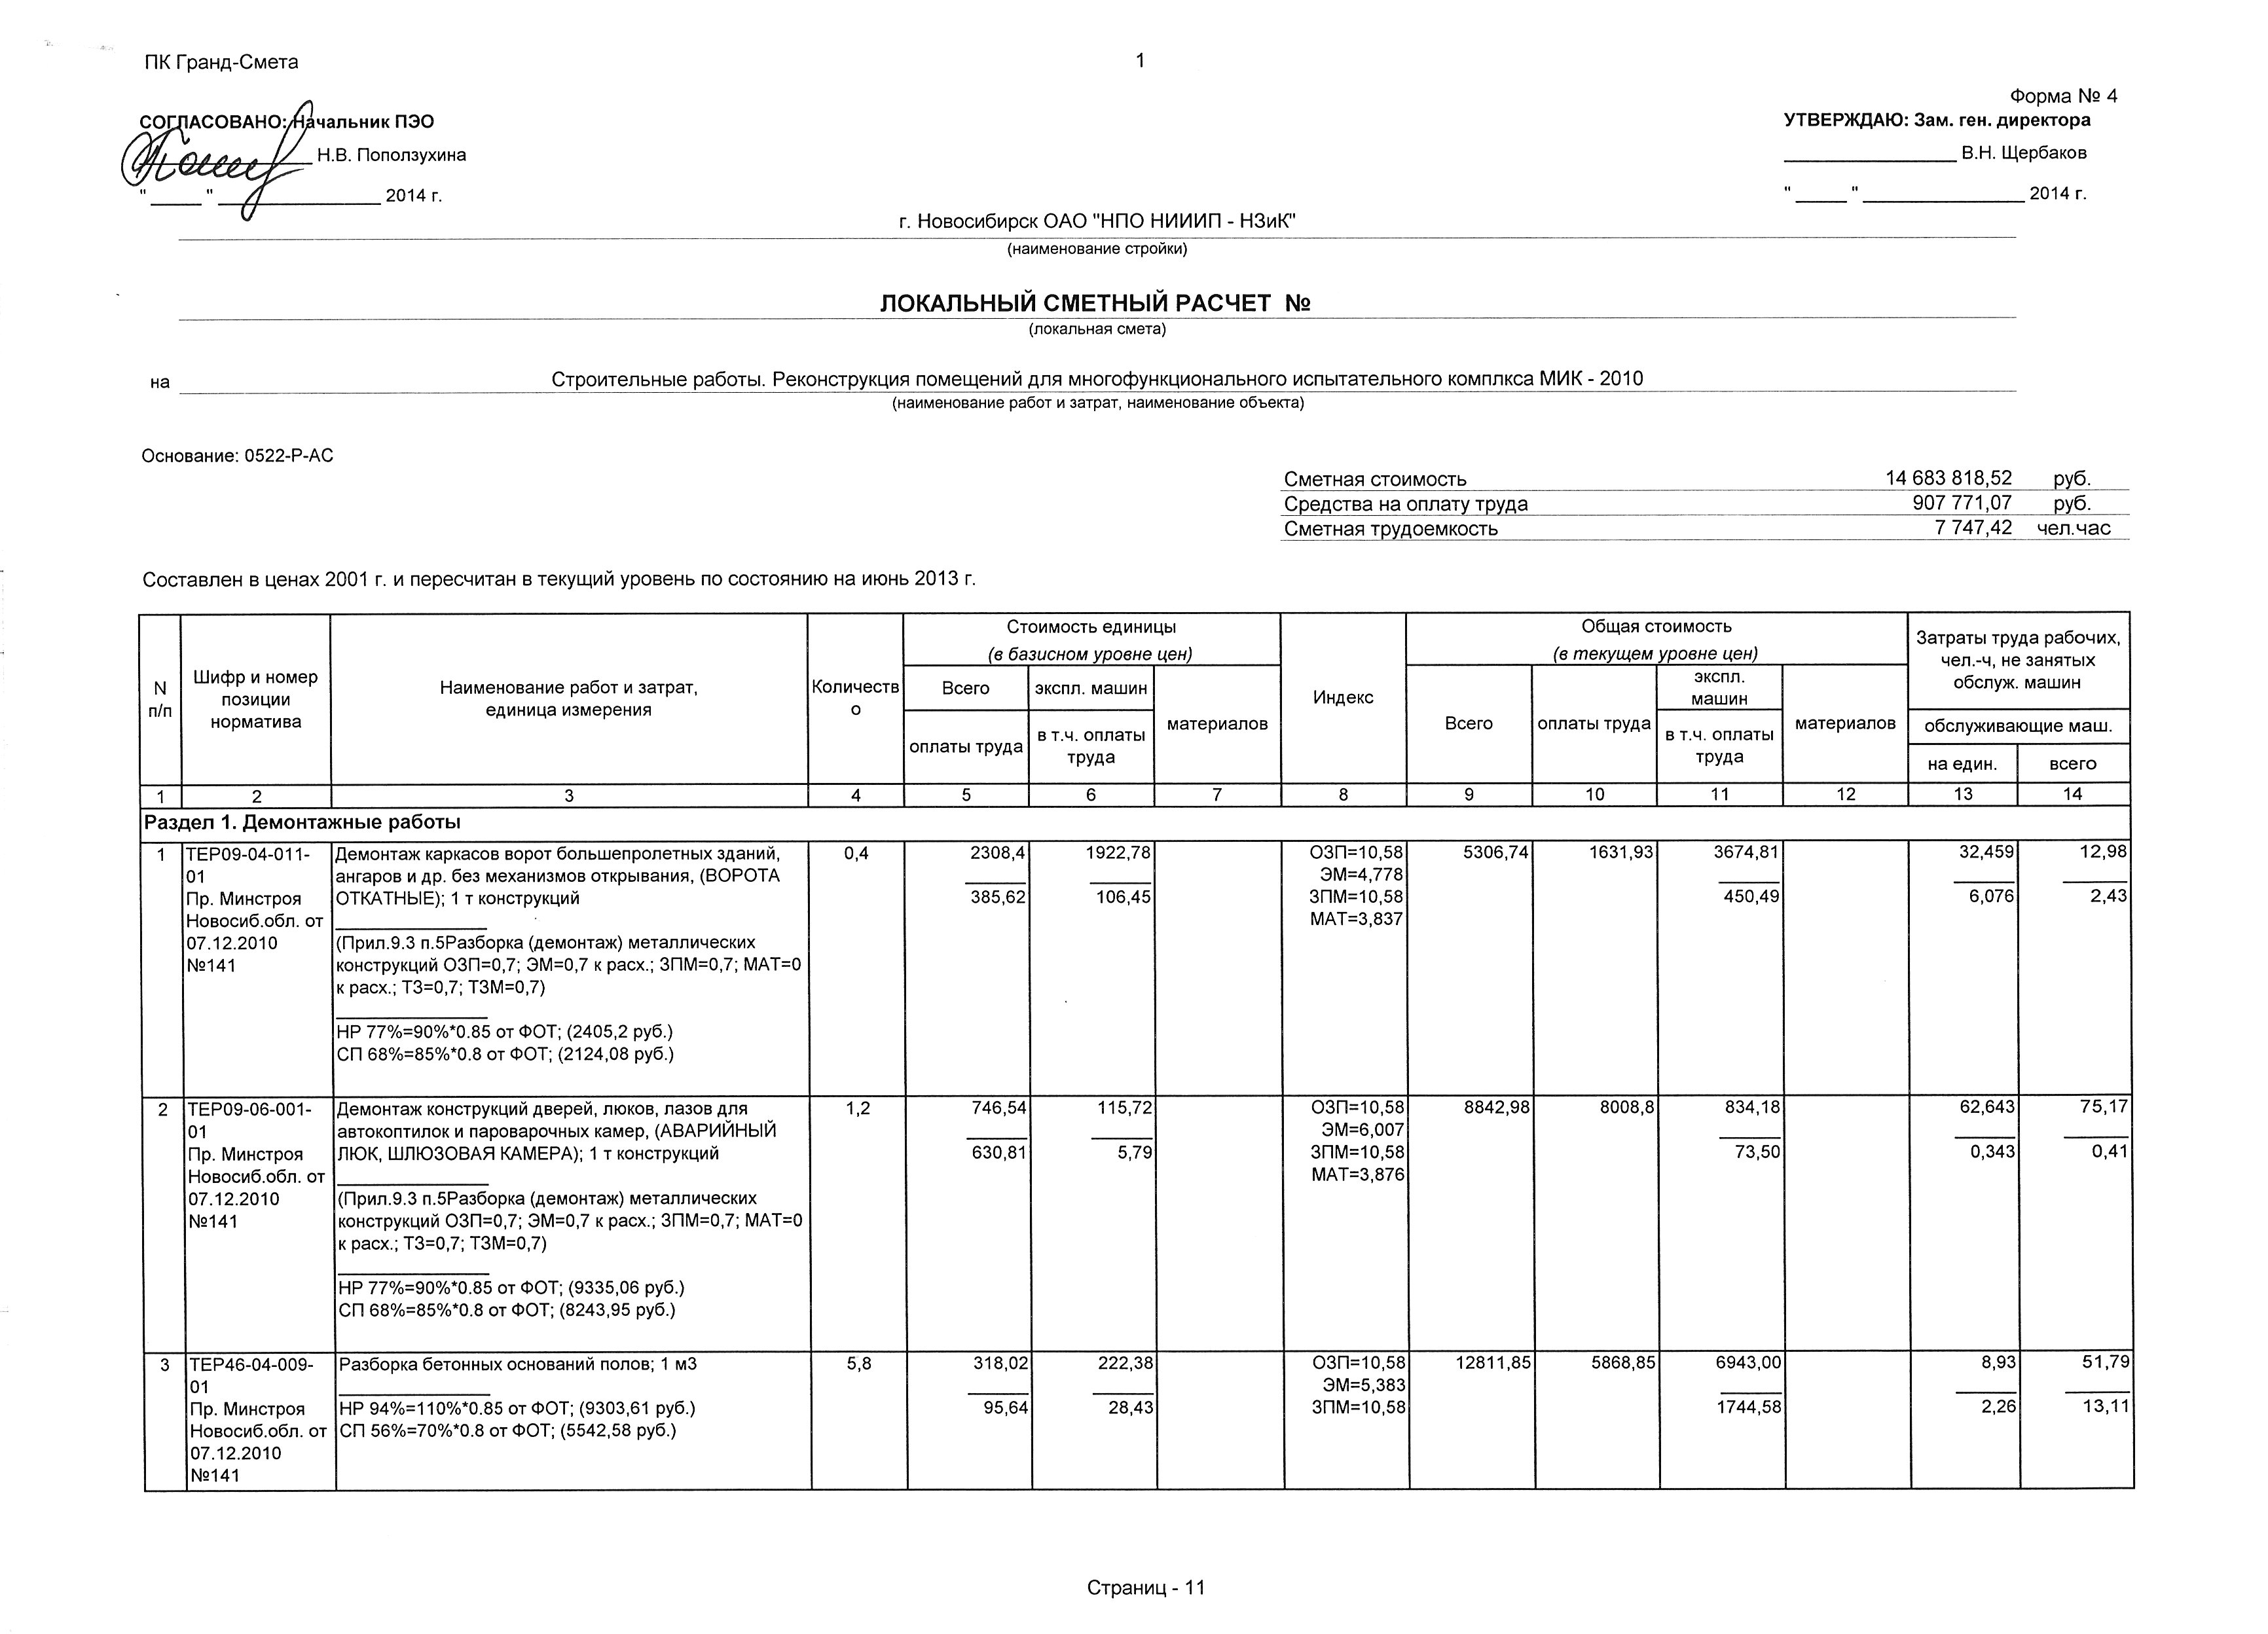 ПК Гранд-Смета
1
Форма № 4
СОГЛАСОВАНО: Начальник ПЭО
УТВЕРЖДАЮ: Зам. ген. директора
Н.В. Поползухина
В.Н. Щербаков
" _____ " ________________ 2014 г.
" _____ " ________________ 2014 г.
г. Новосибирск ОАО "НПО НИИИП - НЗиК"
(наименование стройки)
ЛОКАЛЬНЫЙ СМЕТНЫЙ РАСЧЕТ №
(локальная смета)
на Строительные работы. Реконструкция помещений для многофункционального испытательного комплкса МИК - 2010
(наименование работ и затрат, наименование объекта)
Основание: 0522-Р-АС
Сметная стоимость 14 683 818,52 руб.
Средства на оплату труда 907 771,07 руб.
Сметная трудоемкость 7 747,42 чел.час
Составлен в ценах 2001 г. и пересчитан в текущий уровень по состоянию на июнь 2013 г.
N
п/п
Шифр и номер
позиции
норматива
Наименование работ и затрат,
единица измерения
Количеств
о
Стоимость единицы
(в базисном уровне цен)
Всего
оплаты труда
экспл. машин
в т.ч. оплаты
труда
материалов
Индекс
Общая стоимость
(в текущем уровне цен)
Всего
оплаты труда
экспл.
машин
в т.ч. оплаты
труда
материалов
Затраты труда рабочих,
чел.-ч, не занятых
обслуж. машин
обслуживающие маш.
на един.
всего
1 2 3 4 5 6 7 8 9 10 11 12 13 14
Раздел 1. Демонтажные работы
1
ТЕР09-04-011-
01
Пр. Минстроя
Новосиб.обл. от
07.12.2010
№141
Демонтаж каркасов ворот большепролетных зданий,
ангаров и др. без механизмов открывания, (ВОРОТА
ОТКАТНЫЕ); 1 т конструкций
(Прил.9.3 п.5Разборка (демонтаж) металлических
конструкций ОЗП=0,7; ЭМ=0,7 к расх.; ЗПМ=0,7; МАТ=0
к расх.; ТЗ=0,7; ТЗМ=0,7)
НР 77%=90%*0.85 от ФОТ; (2405,2 руб.)
СП 68%=85%*0.8 от ФОТ; (2124,08 руб.)
0,4
2308,4
385,62
1922,78
106,45
ОЗП=10,58
ЭМ=4,778
ЗПМ=10,58
МАТ=3,837
5306,74
1631,93
3674,81
450,49
32,459
6,076
12,98
2,43
2
ТЕР09-06-001-
01
Пр. Минстроя
Новосиб.обл. от
07.12.2010
№141
Демонтаж конструкций дверей, люков, лазов для
автокоптилок и пароварочных камер, (АВАРИЙНЫЙ
ЛЮК, ШЛЮЗОВАЯ КАМЕРА); 1 т конструкций
(Прил.9.3 п.5Разборка (демонтаж) металлических
конструкций ОЗП=0,7; ЭМ=0,7 к расх.; ЗПМ=0,7; МАТ=0
к расх.; ТЗ=0,7; ТЗМ=0,7)
НР 77%=90%*0.85 от ФОТ; (9335,06 руб.)
СП 68%=85%*0.8 от ФОТ; (8243,95 руб.)
1,2
746,54
630,81
115,72
5,79
ОЗП=10,58
ЭМ=6,007
ЗПМ=10,58
МАТ=3,876
8842,98
8008,8
834,18
73,50
62,643
0,343
75,17
0,41
3
ТЕР46-04-009-
01
Пр. Минстроя
Новосиб.обл. от
07.12.2010
№141
Разборка бетонных оснований полов; 1 м3
НР 94%=110%*0.85 от ФОТ; (9303,61 руб.)
СП 56%=70%*0.8 от ФОТ; (5542,58 руб.)
5,8
318,02
95,64
222,38
28,43
ОЗП=10,58
ЭМ=5,383
ЗПМ=10,58
12811,85
5868,85
6943,00
1744,58
8,93
2,26
51,79
13,11
Страниц - 11